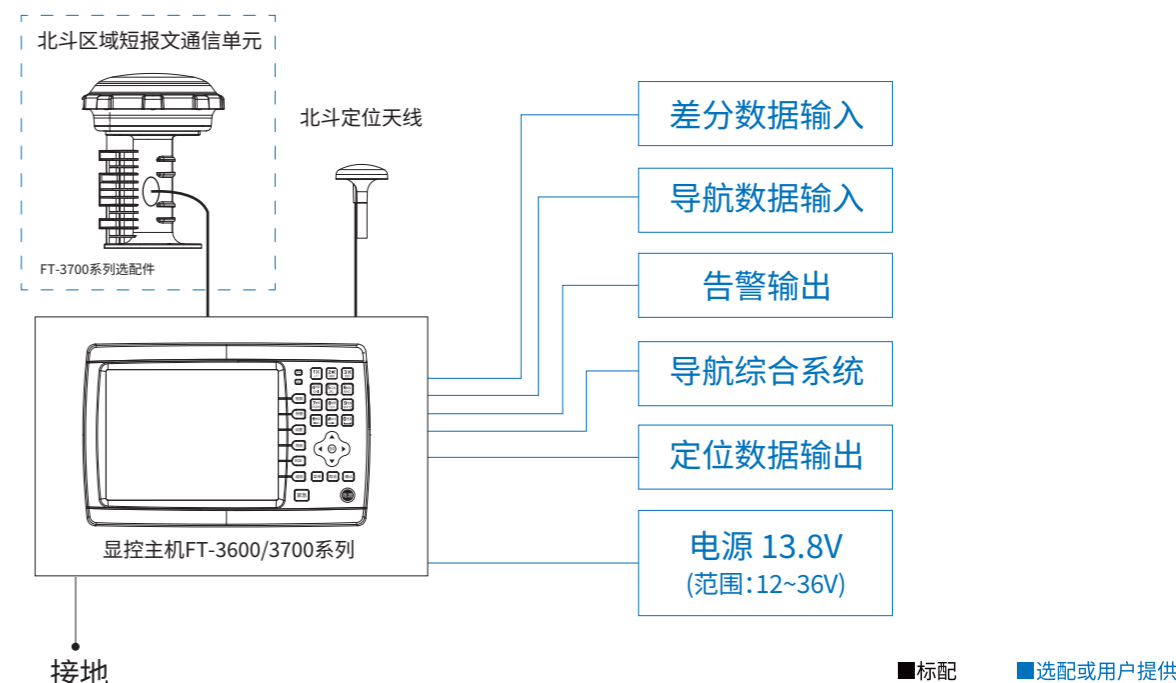 北斗区域短报文通信单元
FT-3700系列选配件
北斗定位天线
差分数据输入
导航数据输入
告警输出
导航综合系统
定位数据输出
电源 13.8V
(范围:12~36V)
显控主机FT-3600/3700系列
接地
■标配
■选配或用户提供